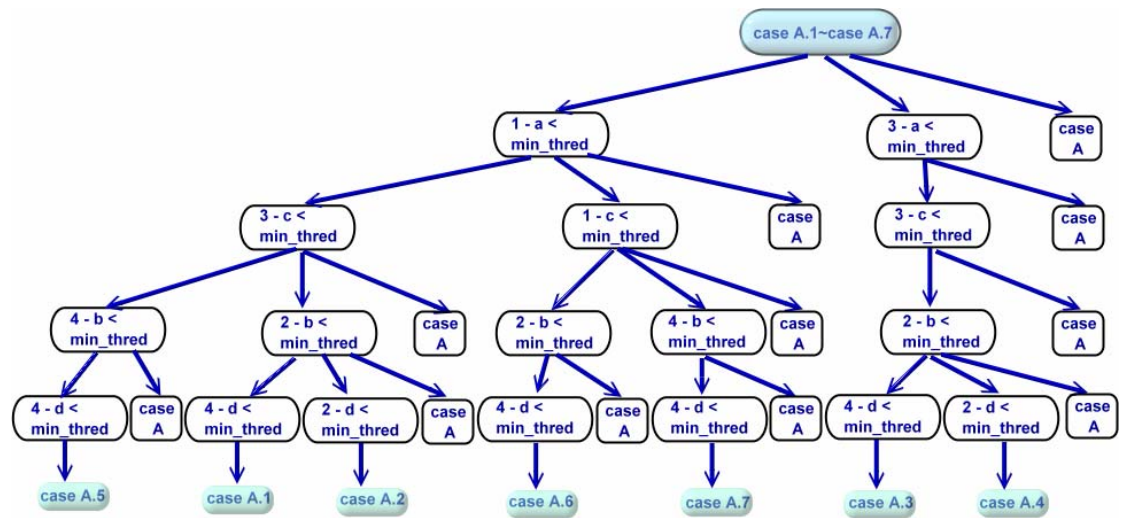 case A.1~case A.7
1 - a <
min_thred
3 - a <
min_thred
case
A
3 - c <
min_thred
1 - c <
min_thred
case
A
3 - c <
min_thred
case
A
4 - b <
min_thred
2 - b <
min_thred
case
A
2 - b <
min_thred
4 - b <
min_thred
case
A
2 - b <
min_thred
case
A
4 - d <
min_thred
case
A
4 - d <
min_thred
2 - d <
min_thred
case
A
4 - d <
min_thred
case
A
4 - d <
min_thred
case
A
4 - d <
min_thred
2 - d <
min_thred
case
A
case A.5
case A.1
case A.2
case A.6
case A.7
case A.3
case A.4